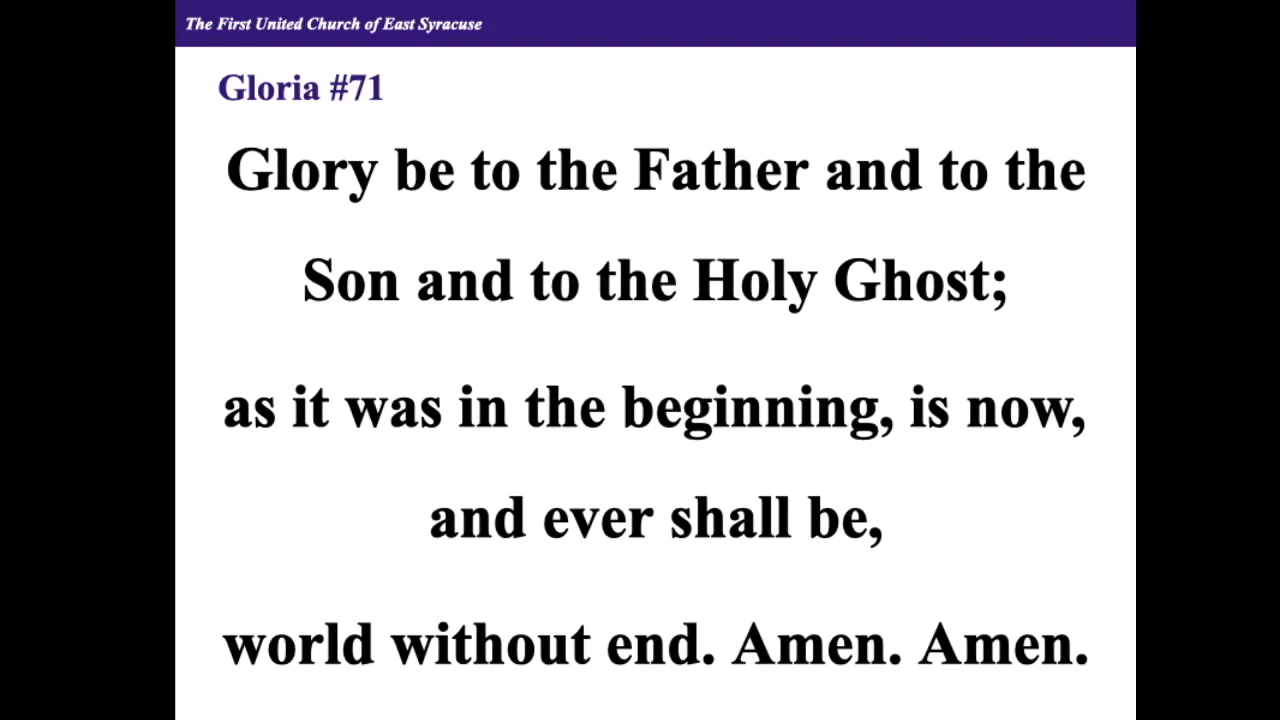 The First United Church of East Syracuse
Gloria #71
Glory be to the Father and to the
Son and to the Holy Ghost;
as it was in the beginning, is now,
and ever shall be,
world without end. Amen. Amen.